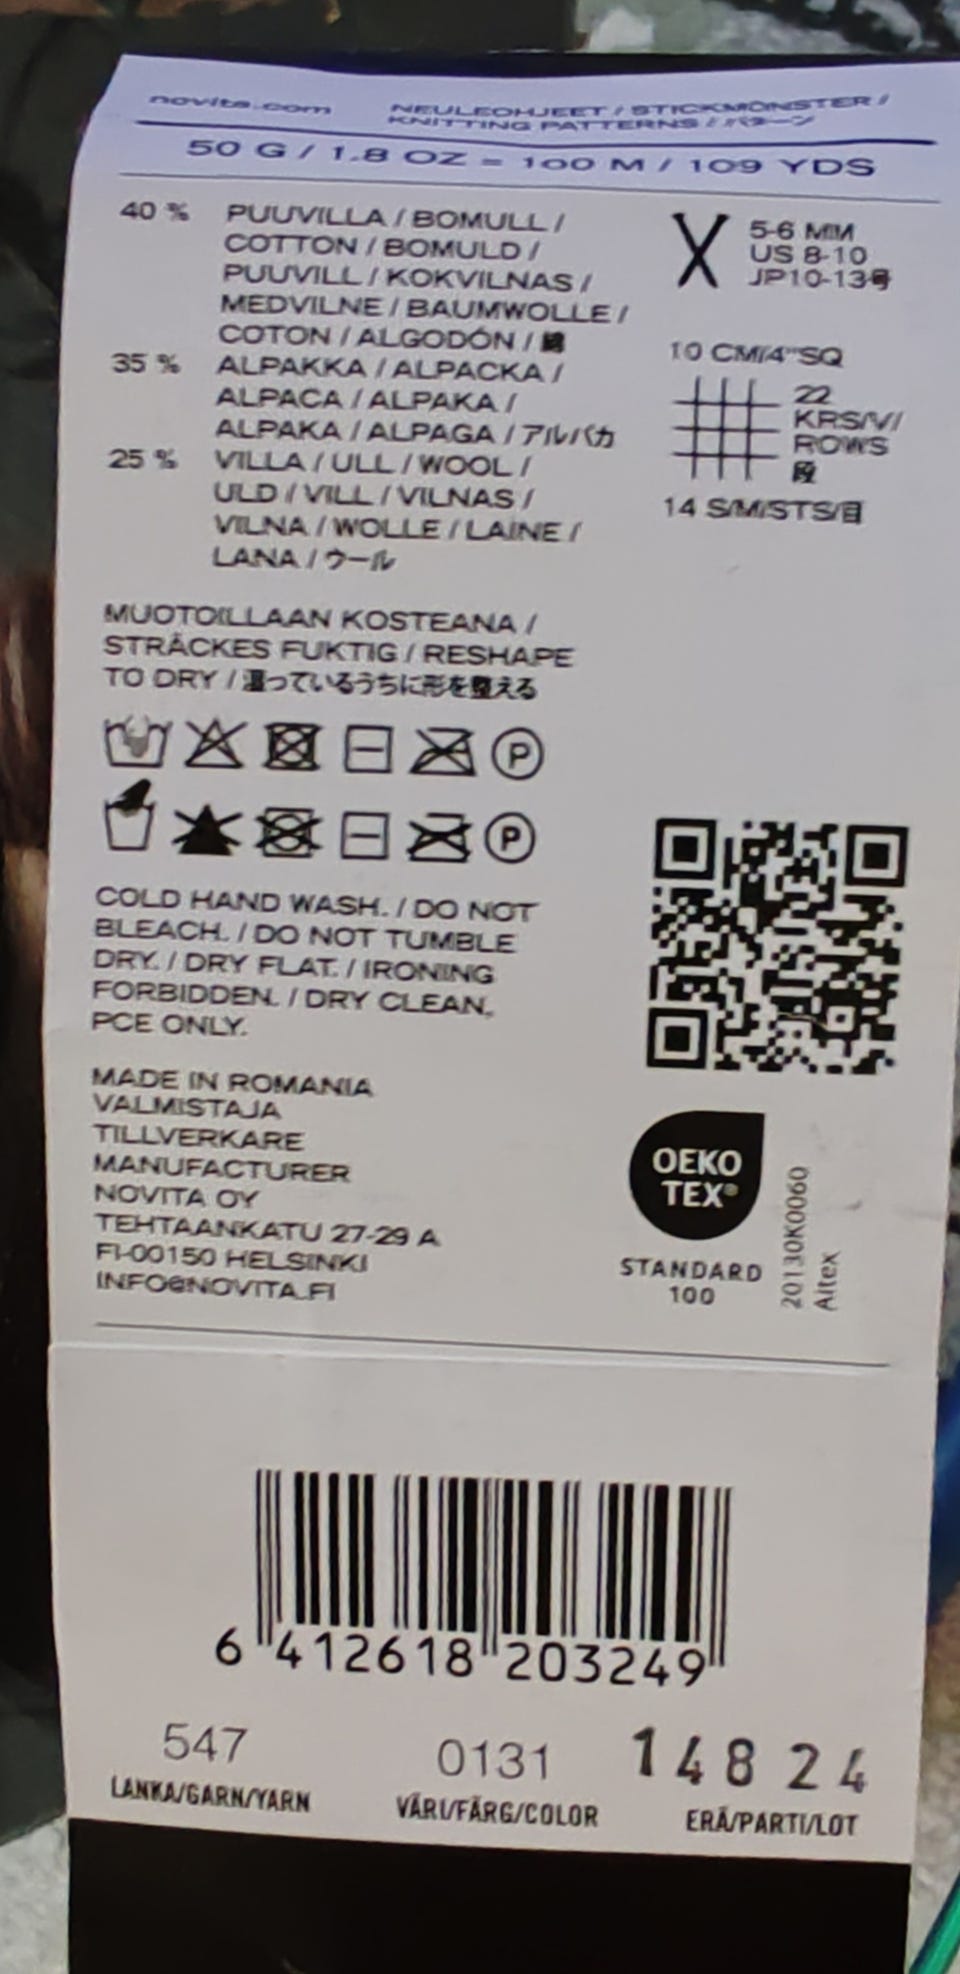 novita.com
NEULEOHJEET / STICKMÖNSTER /
KNITTING PATTERNS / パターン
50 G / 1.8 OZ = 100 M / 109 YDS
40 % PUUVILLA / BOMULL /
COTTON / BOMULD /
PUUVILL / KOKVILNAS /
MEDVILNE / BAUMWOLLE /
COTON / ALGODÓN / 綿
35 % ALPAKKA / ALPACKA /
ALPACA / ALPAKA /
ALPAKA / ALPAGA / アルパカ
25 % VILLA / ULL / WOOL /
ULD / VILL / VILNAS /
VILNA / WOLLE / LAINE /
LANA / ウール
5-6 MM
US 8-10
JP10-13号
10 CM/4"SQ
22
KRS/V/
ROWS
段
14 S/M/STS/目
MUOTOILLAAN KOSTEANA /
STRÄCKES FUKTIG / RESHAPE
TO DRY / 湿っているうちに形を整える
P
P
COLD HAND WASH. / DO NOT
BLEACH. / DO NOT TUMBLE
DRY. / DRY FLAT. / IRONING
FORBIDDEN. / DRY CLEAN,
PCE ONLY.
MADE IN ROMANIA
VALMISTAJA
TILLVERKARE
MANUFACTURER
NOVITA OY
TEHTAANKATU 27-29 A
FI-00150 HELSINKI
INFO@NOVITA.FI
OEKO
TEX®
STANDARD
100
20130K0060
Aitex
6 412618 203249
547 0131 14824
LANKA/GARN/YARN VÄRI/FÄRG/COLOR ERÄ/PARTI/LOT